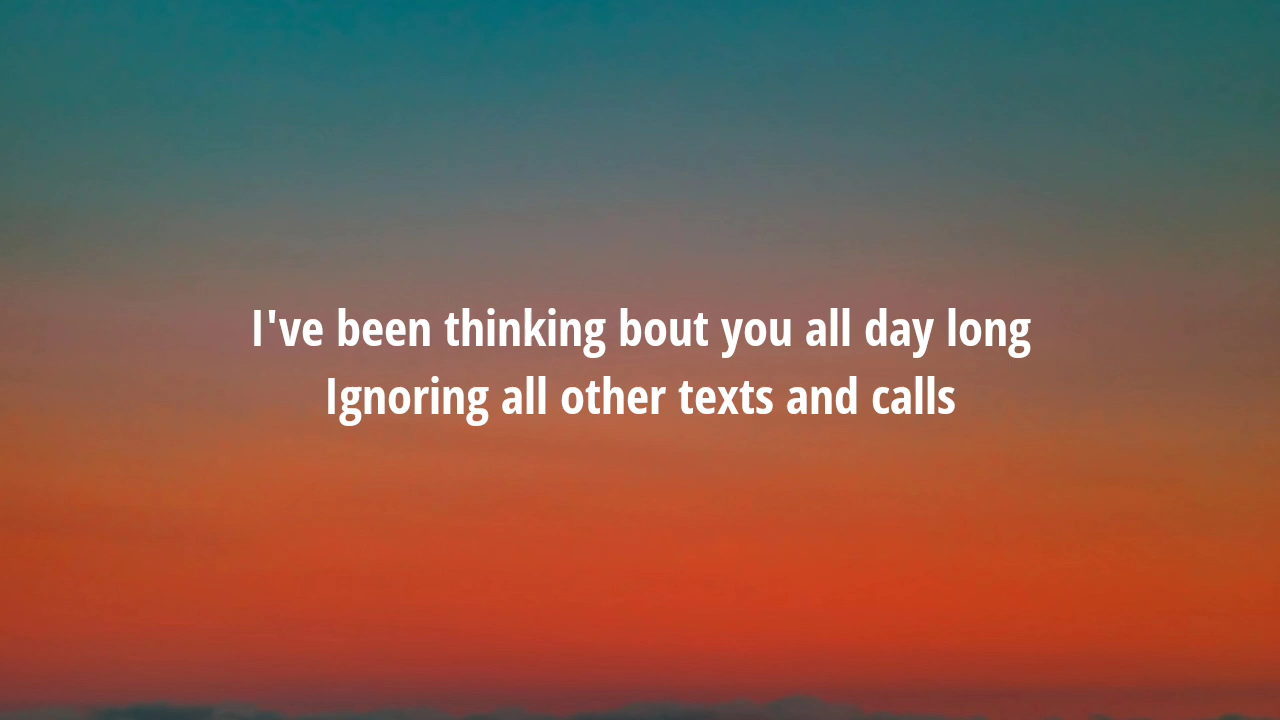 I've been thinking bout you all day long
Ignoring all other texts and calls